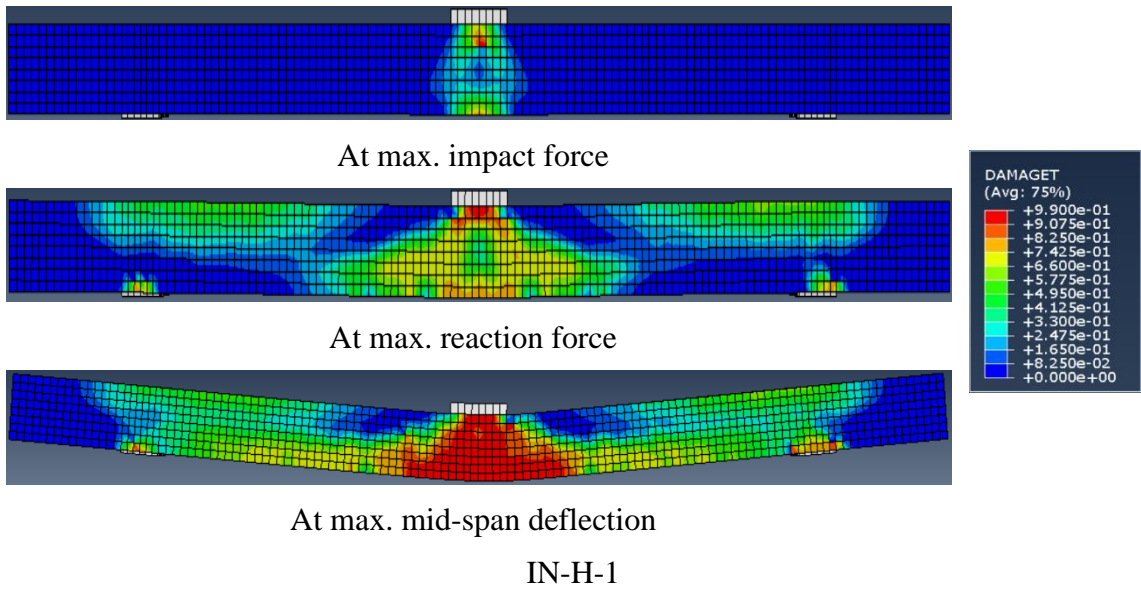 At max. impact force
DAMAGET
(Avg: 75%)
+9.900e-01
+9.075e-01
+8.250e-01
+7.425e-01
+6.600e-01
+5.775e-01
+4.950e-01
+4.125e-01
+3.300e-01
+2.475e-01
+1.650e-01
+8.250e-02
+0.000e+00
At max. reaction force
At max. mid-span deflection
IN-H-1